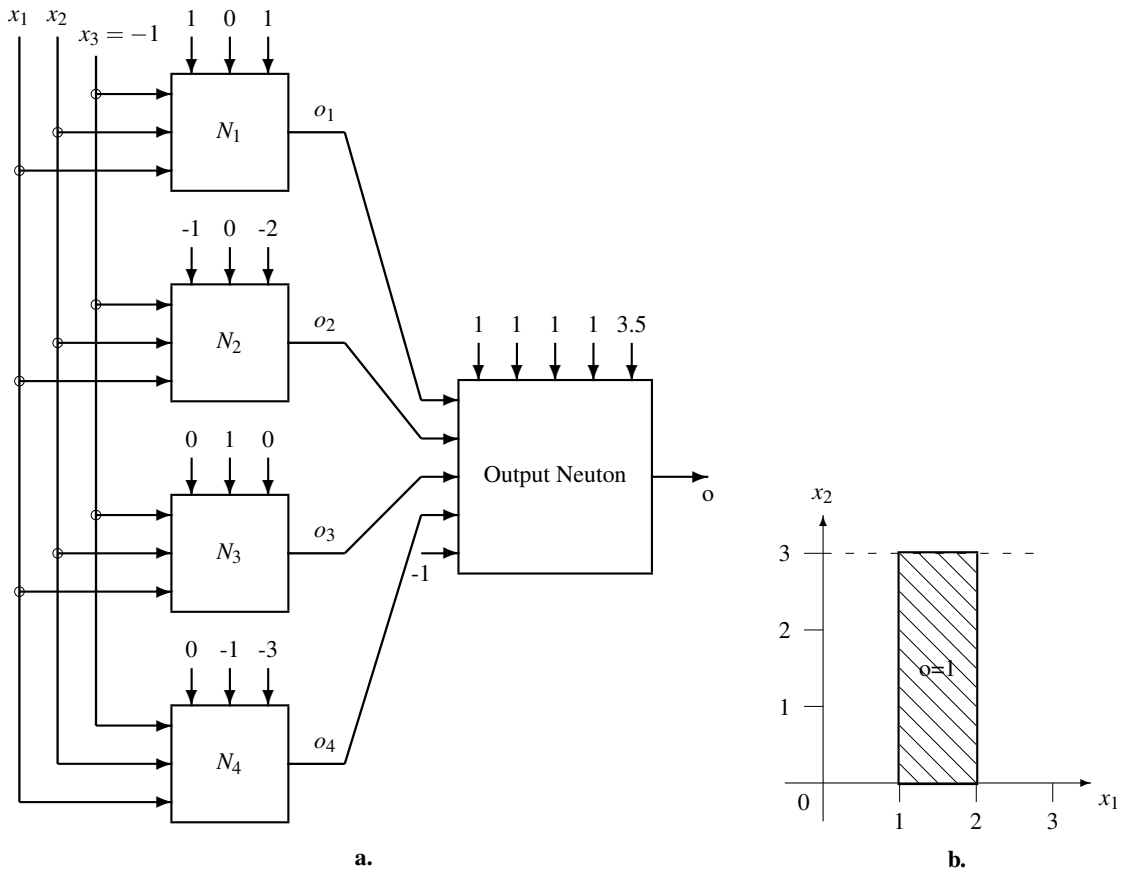 x₁ x₂
x₃ = −1
1 0 1
N₁
o₁
-1 0 -2
N₂
o₂
1 1 1 1 3.5
0 1 0
N₃
o₃
Output Neuton
o
-1
0 -1 -3
N₄
o₄
a.
x₂
3
2
o=1
1
0
x₁
1 2 3
b.